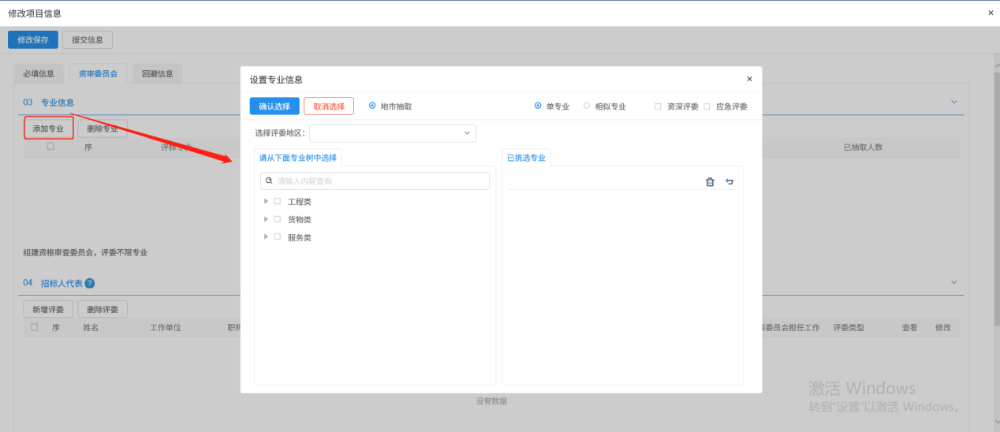 修改项目信息
修改保存 提交信息
必填信息 资审委员会 回避信息
03 专业信息
添加专业 删除专业
序 评标专业 已抽取人数
组建资格审查委员会，评委不限专业
04 招标人代表 ?
新增评委 删除评委
序 姓名 工作单位 职称 委员会担任工作 评委类型 查看 修改
没有数据
设置专业信息
确认选择 取消选择 地市抽取 单专业 相似专业 资深评委 应急评委
选择评委地区：
请从下面专业树中选择 已挑选专业
请输入内容查询
工程类
货物类
服务类
激活 Windows
转到"设置"以激活 Windows。